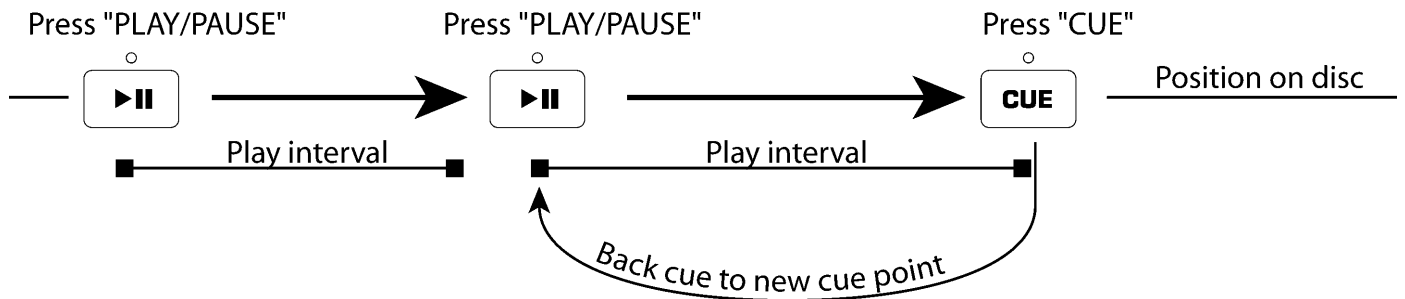 Press "PLAY/PAUSE"
Press "PLAY/PAUSE"
Press "CUE"
CUE
Position on disc
Play interval
Play interval
Back cue to new cue point